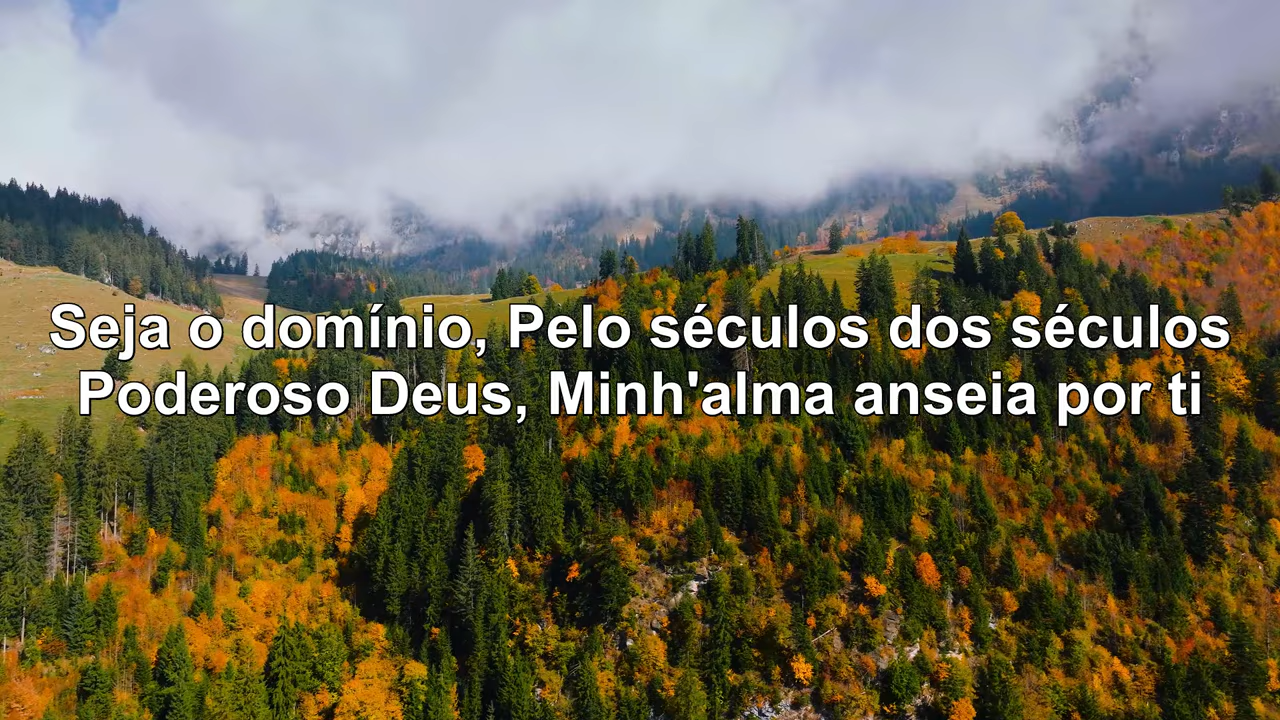 Seja o domínio, Pelo séculos dos séculos
Poderoso Deus, Minh'alma anseia por ti